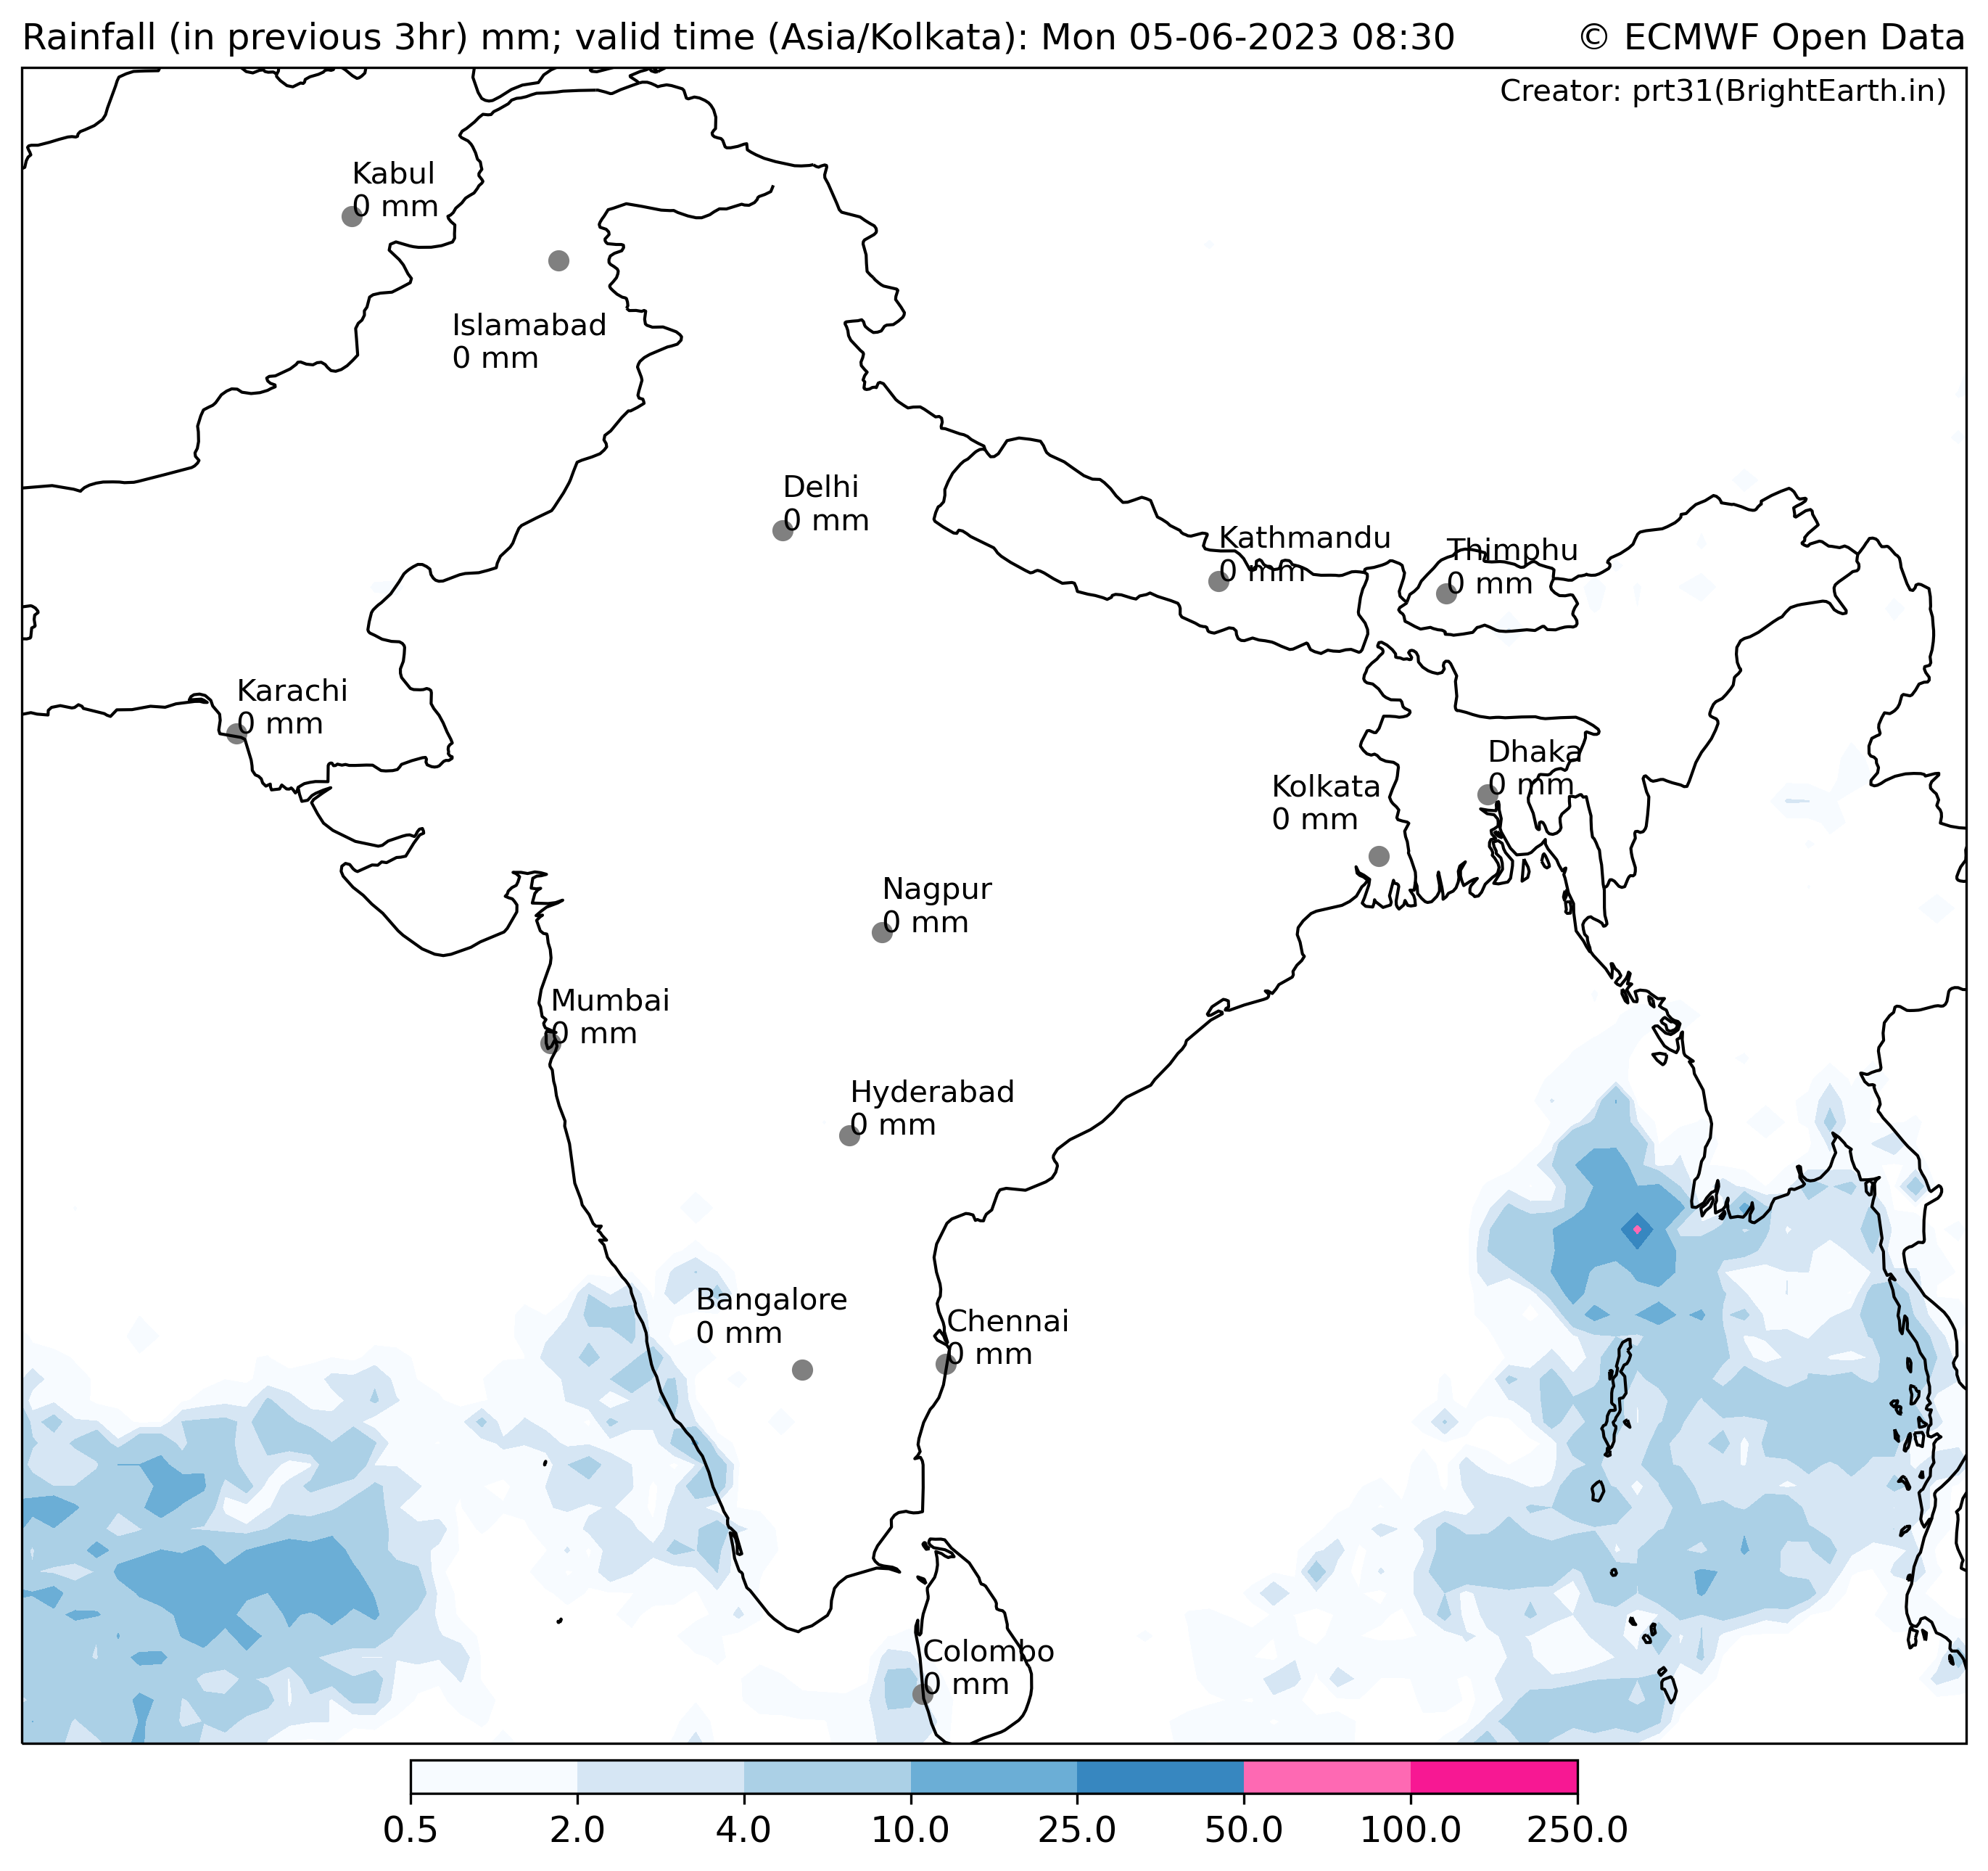 Rainfall (in previous 3hr) mm; valid time (Asia/Kolkata): Mon 05-06-2023 08:30
© ECMWF Open Data
Creator: prt31(BrightEarth.in)
Kabul
0 mm
Islamabad
0 mm
Delhi
0 mm
Kathmandu
0 mm
Thimphu
0 mm
Karachi
0 mm
Dhaka
0 mm
Kolkata
0 mm
Nagpur
0 mm
Mumbai
0 mm
Hyderabad
0 mm
Bangalore
0 mm
Chennai
0 mm
Colombo
0 mm
0.5 2.0 4.0 10.0 25.0 50.0 100.0 250.0